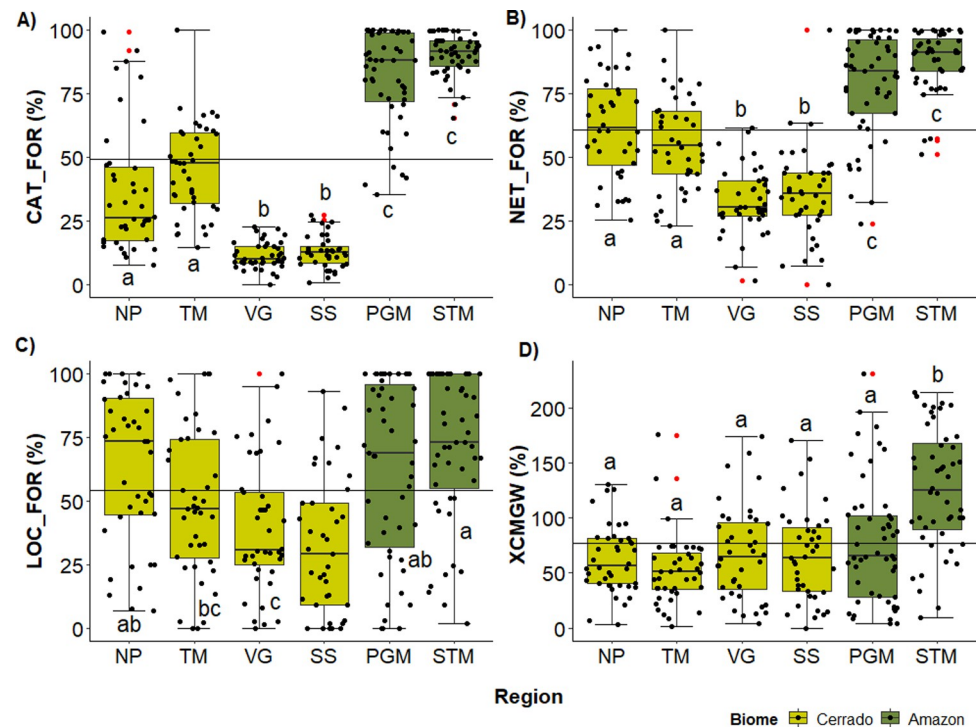 A)
CAT_FOR (%)
100
75
50
25
0
a
a
b
b
c
c
NP TM VG SS PGM STM
B)
NET_FOR (%)
100
75
50
25
0
a
a
b
b
c
c
NP TM VG SS PGM STM
C)
LOC_FOR (%)
100
75
50
25
0
ab
bc
c
ab
a
NP TM VG SS PGM STM
D)
XCMGW (%)
200
150
100
50
0
a
a
a
a
a
b
NP TM VG SS PGM STM
Region
Biome Cerrado Amazon